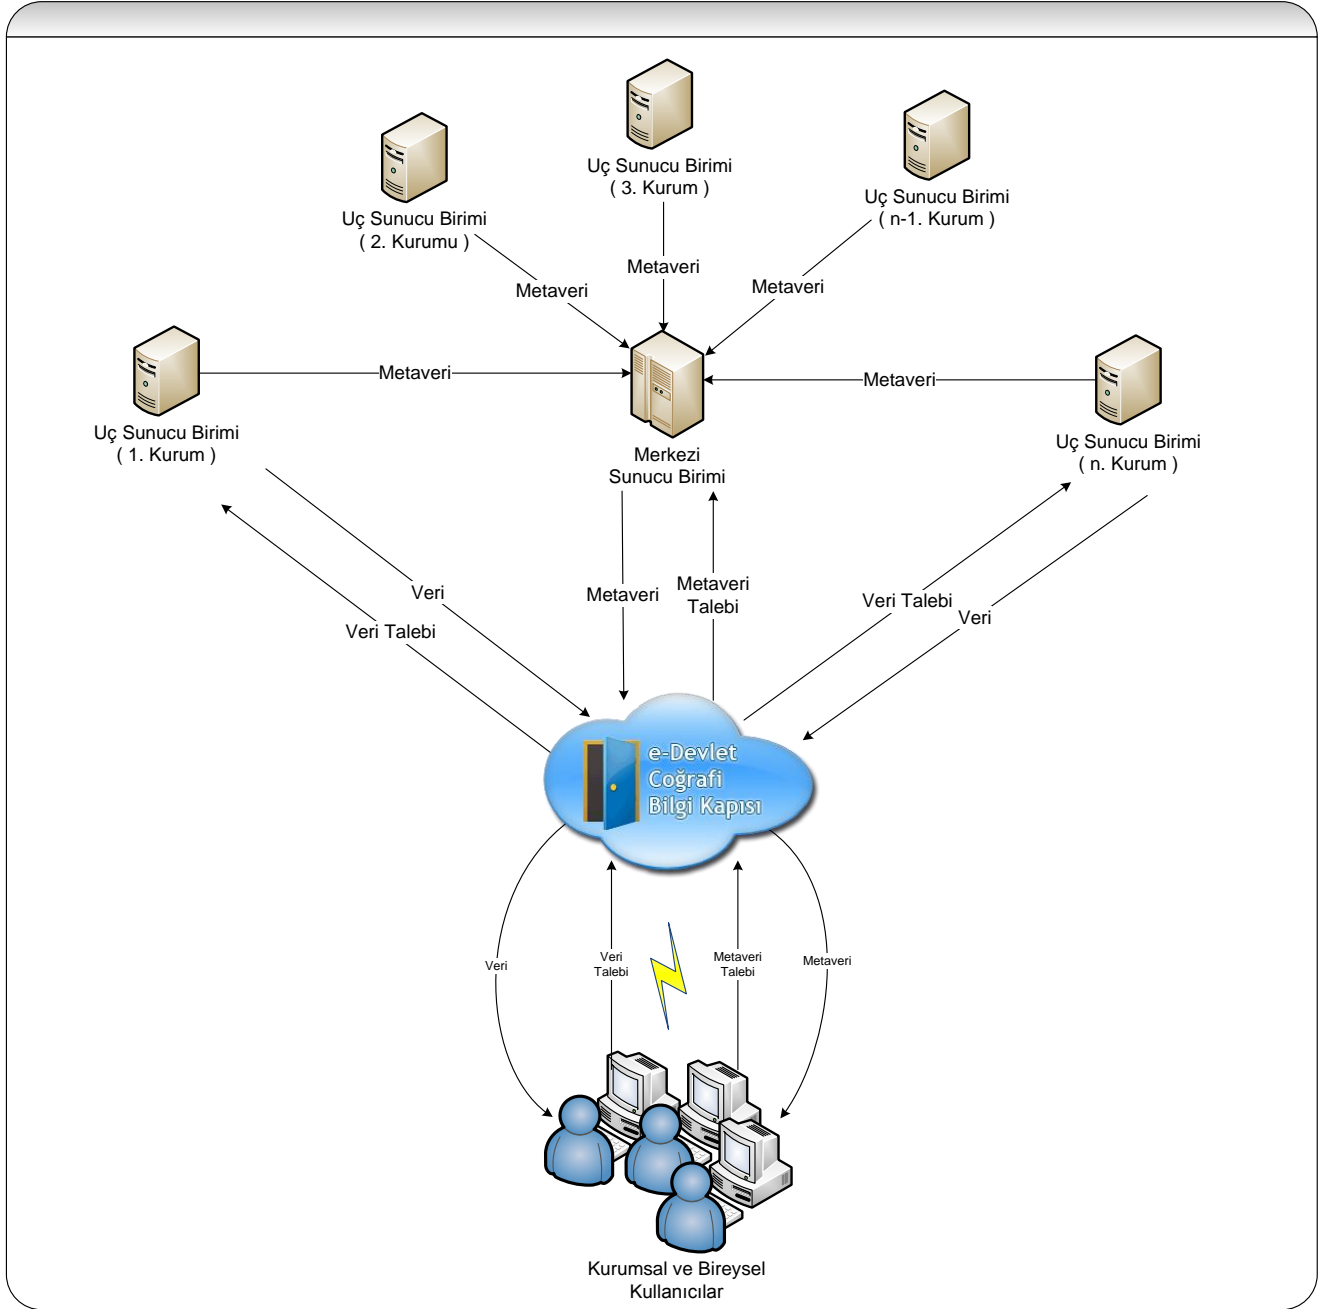 Uç Sunucu Birimi
( 3. Kurum )
Uç Sunucu Birimi
( n-1. Kurum )
Uç Sunucu Birimi
( 2. Kurumu )
Metaveri
Metaveri
Metaveri
Metaveri
Metaveri
Uç Sunucu Birimi
( 1. Kurum )
Merkezi
Sunucu Birimi
Uç Sunucu Birimi
( n. Kurum )
Veri
Veri Talebi
Metaveri
Metaveri
Talebi
Veri Talebi
Veri
e-Devlet
Coğrafi
Bilgi Kapısı
Veri
Veri
Talebi
Metaveri
Talebi
Metaveri
Kurumsal ve Bireysel
Kullanıcılar